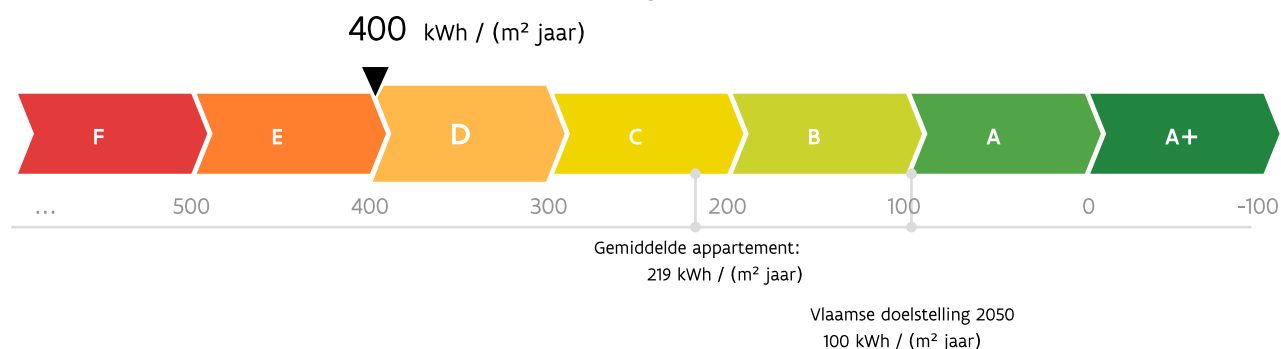 400 kWh / (m² jaar)
F E D C B A A+
... 500 400 300 200 100 0 -100
Gemiddelde appartement:
219 kWh / (m² jaar)
Vlaamse doelstelling 2050
100 kWh / (m² jaar)